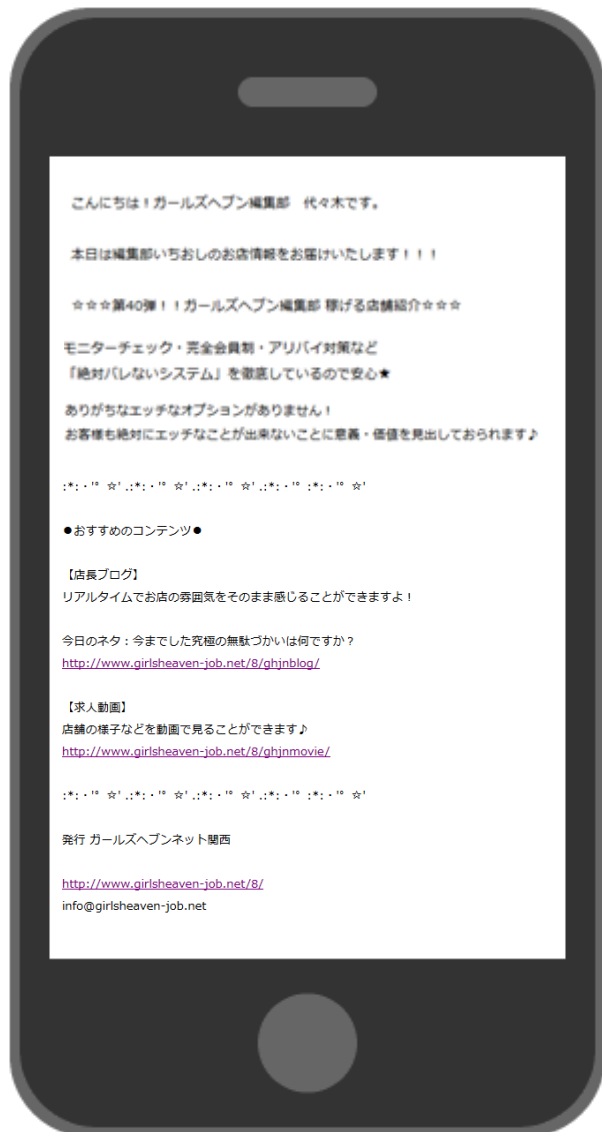 こんにちは！ガールズヘブン編集部　代々木です。
本日は編集部いちおしのお店情報をお届けいたします！！！
☆☆☆第40弾！！ガールズヘブン編集部 稼げる店舗紹介☆☆☆
モニターチェック・完全会員制・アリバイ対策など
「絶対バレないシステム」を徹底しているので安心★
ありがちなエッチなオプションがありません！
お客様も絶対にエッチなことが出来ないことに意義・価値を見出しておられます♪
:*:・'° ☆' .:*:・'° ☆' .:*:・'° ☆' .:*:・'° :*:・'° ☆'
●おすすめのコンテンツ●
【店長ブログ】
リアルタイムでお店の雰囲気をそのまま感じることができますよ！
今日のネタ：今までした究極の無駄づかいは何ですか？
http://www.girlsheaven-job.net/8/ghjnblog/
【求人動画】
店舗の様子などを動画で見ることができます♪
http://www.girlsheaven-job.net/8/ghjnmovie/
:*:・'° ☆' .:*:・'° ☆' .:*:・'° ☆' .:*:・'° :*:・'° ☆'
発行 ガールズヘブンネット関西
http://www.girlsheaven-job.net/8/
info@girlsheaven-job.net